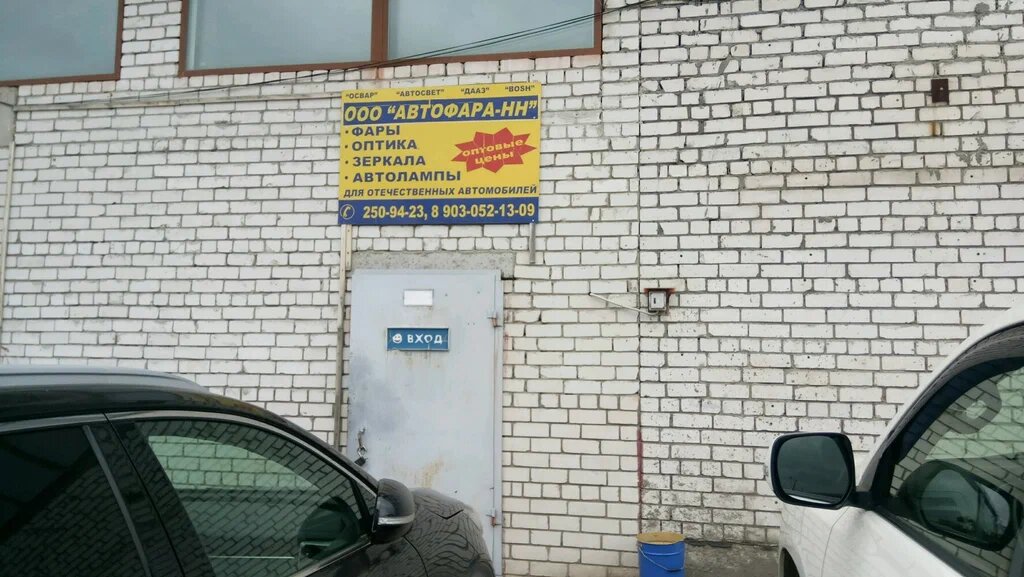 "ОСВАР" "АВТОСВЕТ" "ДААЗ" "BOSH"
ООО "АВТОФАРА-НН"
• ФАРЫ
• ОПТИКА
• ЗЕРКАЛА
• АВТОЛАМПЫ
ОПТОВЫЕ
ЦЕНЫ
ДЛЯ ОТЕЧЕСТВЕННЫХ АВТОМОБИЛЕЙ
250-94-23, 8 903-052-13-09
ВХОД